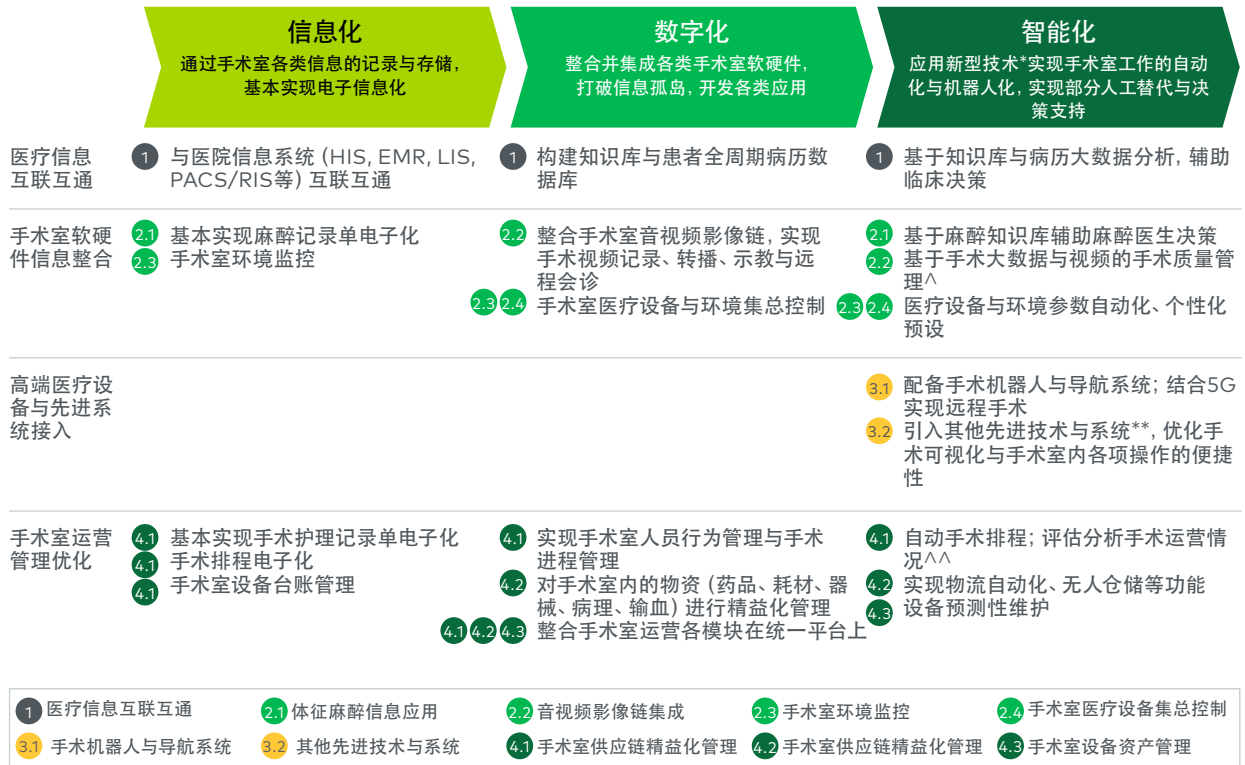 信息化
通过手术室各类信息的记录与存储，
基本实现电子信息化
数字化
整合并集成各类手术室软硬件，
打破信息孤岛，开发各类应用
智能化
应用新型技术*实现手术室工作的自动
化与机器人化，实现部分人工替代与决
策支持
医疗信息
互联互通
1 与医院信息系统 (HIS, EMR, LIS,
PACS/RIS等) 互联互通
1 构建知识库与患者全周期病历数
据库
1 基于知识库与病历大数据分析，辅助
临床决策
手术室软硬
件信息整合
2.1 基本实现麻醉记录单电子化
2.3 手术室环境监控
2.2 整合手术室音视频影像链，实现
手术视频记录、转播、示教与远
程会诊
2.3 2.4 手术室医疗设备与环境集总控制
2.1 基于麻醉知识库辅助麻醉医生决策
2.2 基于手术大数据与视频的手术质量管
理^
2.3 2.4 医疗设备与环境参数自动化、个性化
预设
高端医疗设
备与先进系
统接入
3.1 配备手术机器人与导航系统；结合5G
实现远程手术
3.2 引入其他先进技术与系统**，优化手
术可视化与手术室内各项操作的便捷
性
手术室运营
管理优化
4.1 基本实现手术护理记录单电子化
4.1 手术排程电子化
4.1 手术室设备台账管理
4.1 实现手术室人员行为管理与手术
进程管理
4.2 对手术室内的物资 (药品、耗材、器
械、病理、输血) 进行精益化管理
4.1 4.2 4.3 整合手术室运营各模块在统一平台上
4.1 自动手术排程；评估分析手术运营情
况^^
4.2 实现物流自动化、无人仓储等功能
4.3 设备预测性维护
1 医疗信息互联互通
2.1 体征麻醉信息应用
2.2 音视频影像链集成
2.3 手术室环境监控
2.4 手术室医疗设备集总控制
3.1 手术机器人与导航系统
3.2 其他先进技术与系统
4.1 手术室供应链精益化管理
4.2 手术室供应链精益化管理
4.3 手术室设备资产管理